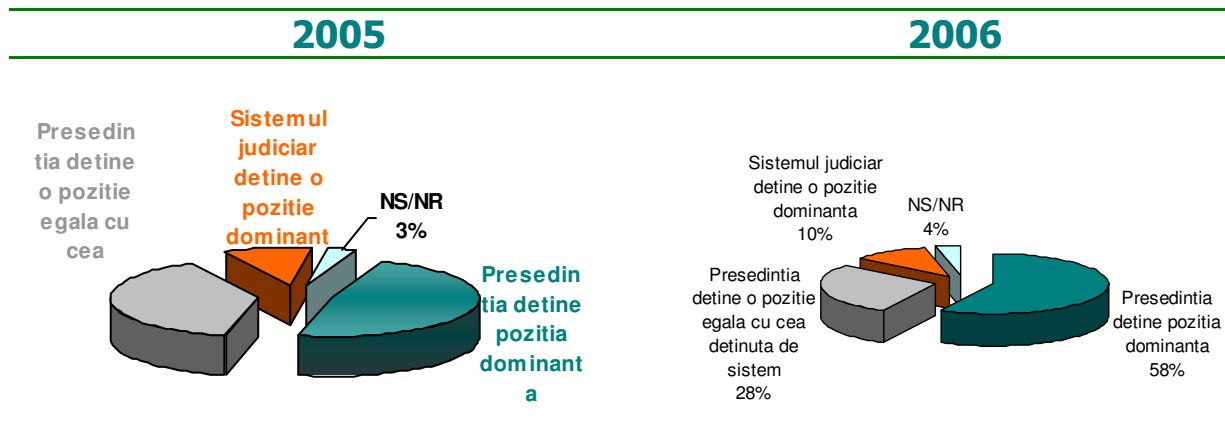 2005
2006
Presedin
tia detine
o pozitie
egala cu
cea
Sistemul
judiciar
detine o
pozitie
dominant
NS/NR
3%
Presedin
tia detine
pozitia
dominant
a
Sistemul judiciar
detine o pozitie
dominanta
10%
NS/NR
4%
Presedintia
detine o pozitie
egala cu cea
detinuta de
sistem
28%
Presedintia
detine pozitia
dominanta
58%